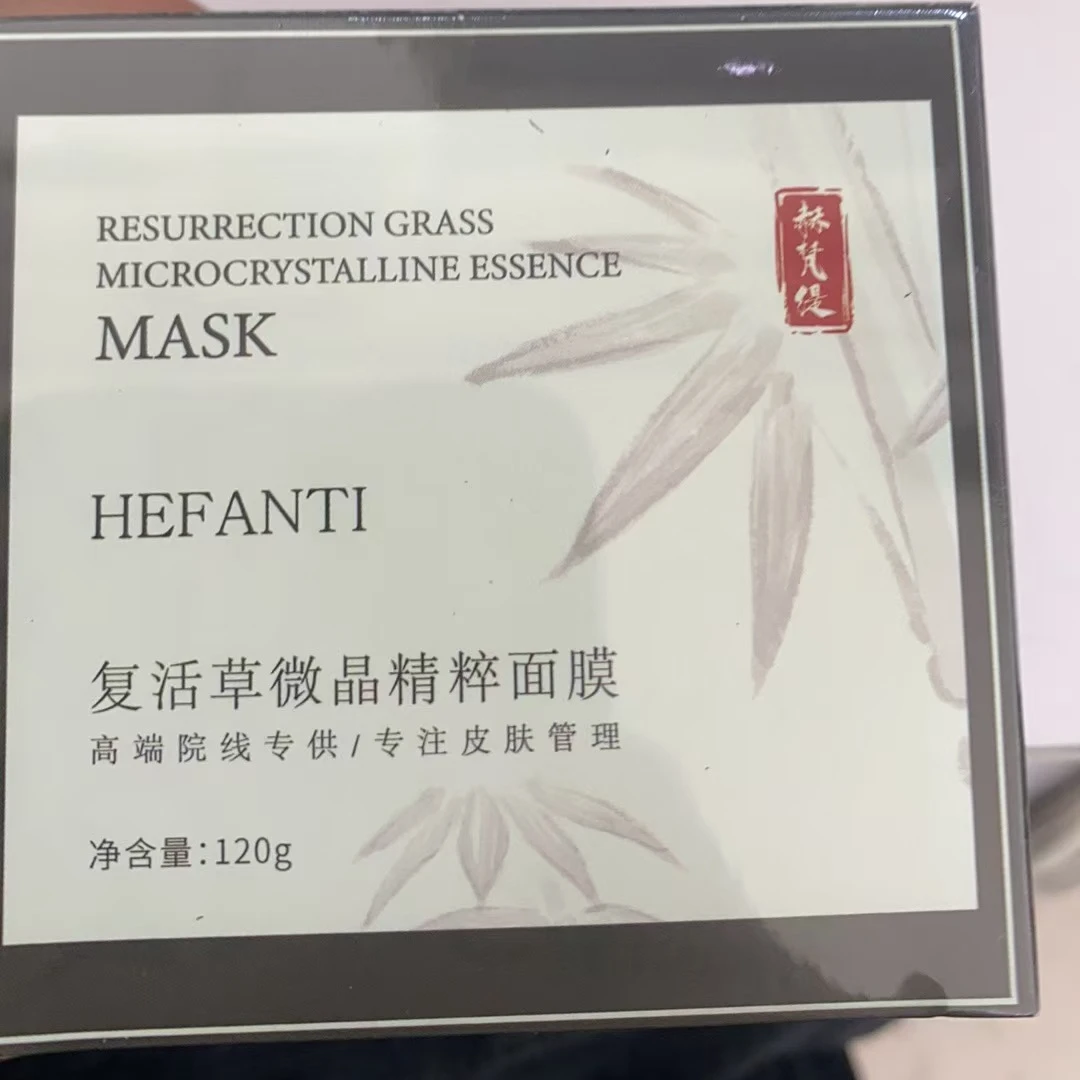 RESURRECTION GRASS
MICROCRYSTALLINE ESSENCE
MASK
赫梵缇
HEFANTI
复活草微晶精粹面膜
高端院线专供/专注皮肤管理
净含量:120g